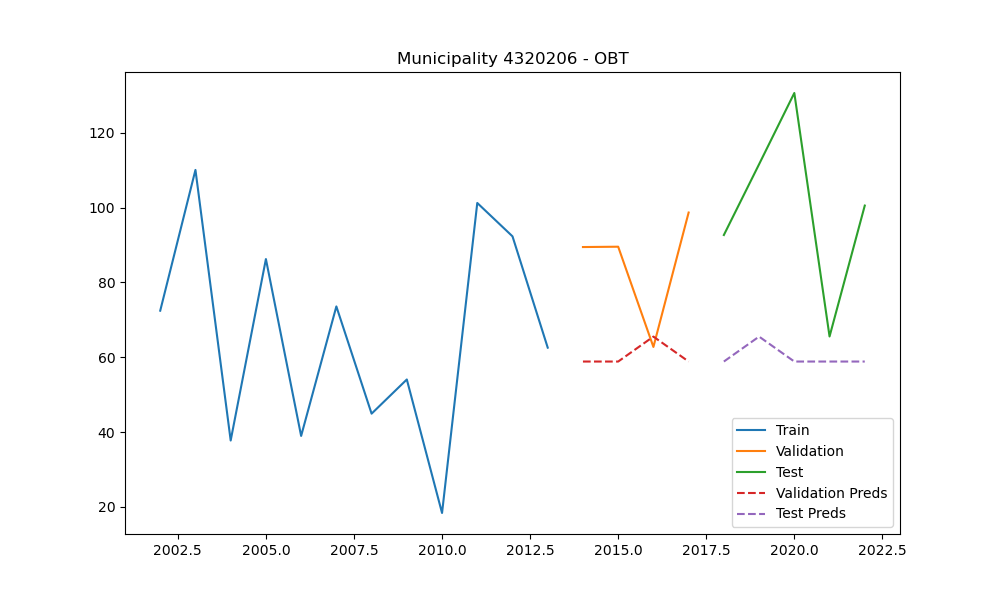 Municipality 4320206 - OBT
120
100
80
60
40
20
2002.5 2005.0 2007.5 2010.0 2012.5 2015.0 2017.5 2020.0 2022.5
Train
Validation
Test
Validation Preds
Test Preds